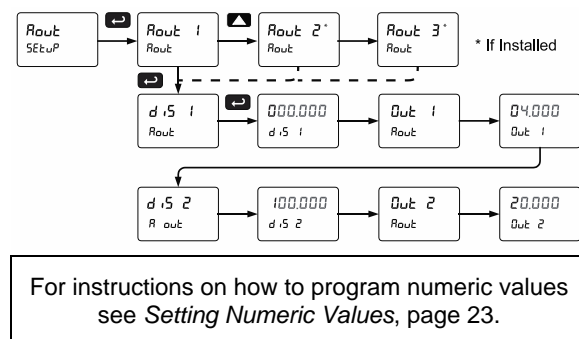 Aout
SEtuP
Aout 1
Aout
Aout 2*
Aout
Aout 3*
Aout
* If Installed
diS 1
Aout
000.000
diS 1
Out 1
Aout
04.000
Out 1
diS 2
A out
100.000
diS 2
Out 2
Aout
20.000
Out 2
For instructions on how to program numeric values
see Setting Numeric Values, page 23.